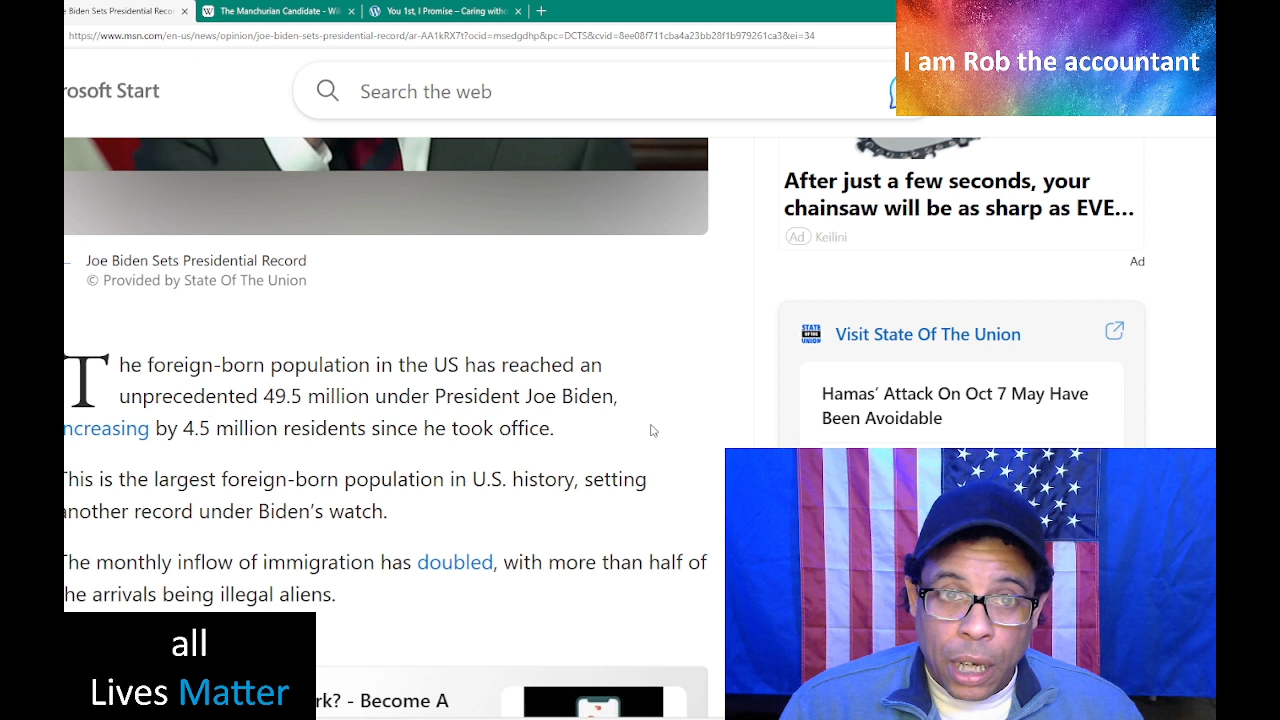 e Biden Sets Presidential Recor
The Manchurian Candidate - Wi
You 1st, I Promise – Caring witho
https://www.msn.com/en-us/news/opinion/joe-biden-sets-presidential-record/ar-AA1kRX7t?ocid=msedgdhp&pc=DCTS&cvid=8ee08f711cba4a23bb28f1b979261ca3&ei=34
I am Rob the accountant
rosoft Start
Search the web
After just a few seconds, your
chainsaw will be as sharp as EVE...
Ad Keilini
Ad
Joe Biden Sets Presidential Record
© Provided by State Of The Union
STATE
OF THE
UNION
Visit State Of The Union
Hamas’ Attack On Oct 7 May Have
Been Avoidable
The foreign-born population in the US has reached an
unprecedented 49.5 million under President Joe Biden,
ncreasing by 4.5 million residents since he took office.
This is the largest foreign-born population in U.S. history, setting
another record under Biden’s watch.
The monthly inflow of immigration has doubled, with more than half of
he arrivals being illegal aliens.
all
Lives Matter
rk? - Become A